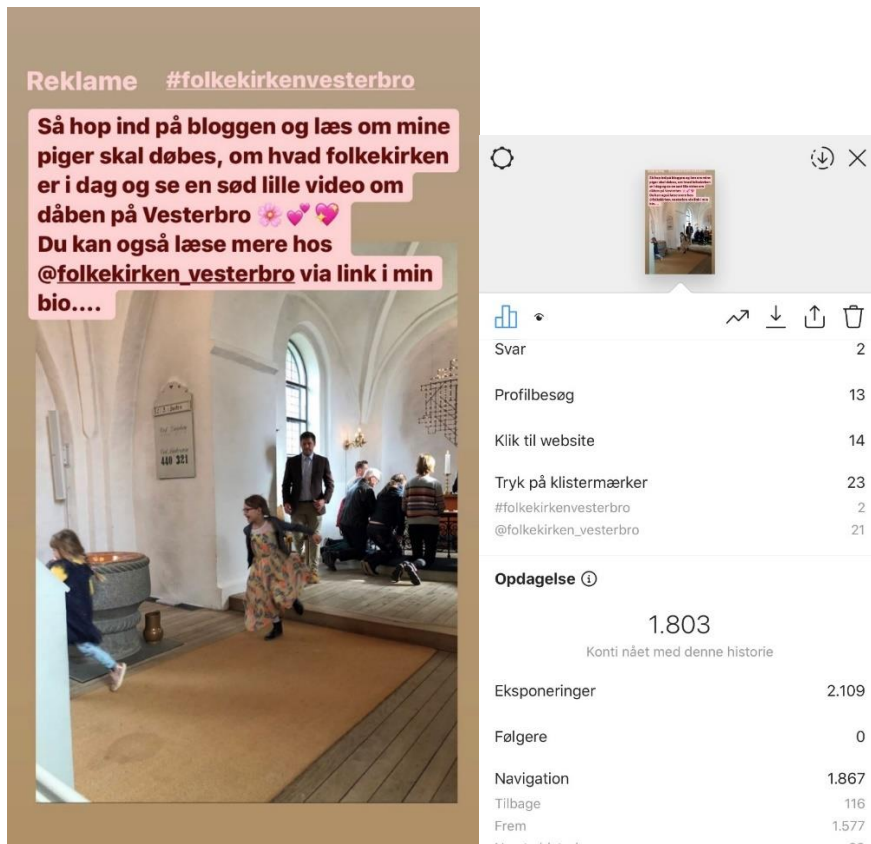 Reklame #folkekirkenvesterbro
Så hop ind på bloggen og læs om mine
piger skal døbes, om hvad folkekirken
er i dag og se en sød lille video om
dåben på Vesterbro 🌸💕💖
Du kan også læse mere hos
@folkekirken_vesterbro via link i min
bio....
440 321
Svar 2
Profilbesøg 13
Klik til website 14
Tryk på klistermærker 23
#folkekirkenvesterbro 2
@folkekirken_vesterbro 21
Opdagelse
1.803
Konti nået med denne historie
Eksponeringer 2.109
Følgere 0
Navigation 1.867
Tilbage 116
Frem 1.577